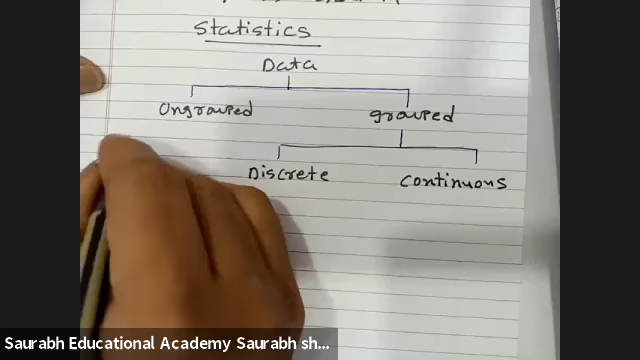 Statistics
Data
Ungrouped grouped
Discrete Continuous
Saurabh Educational Academy Saurabh sh...